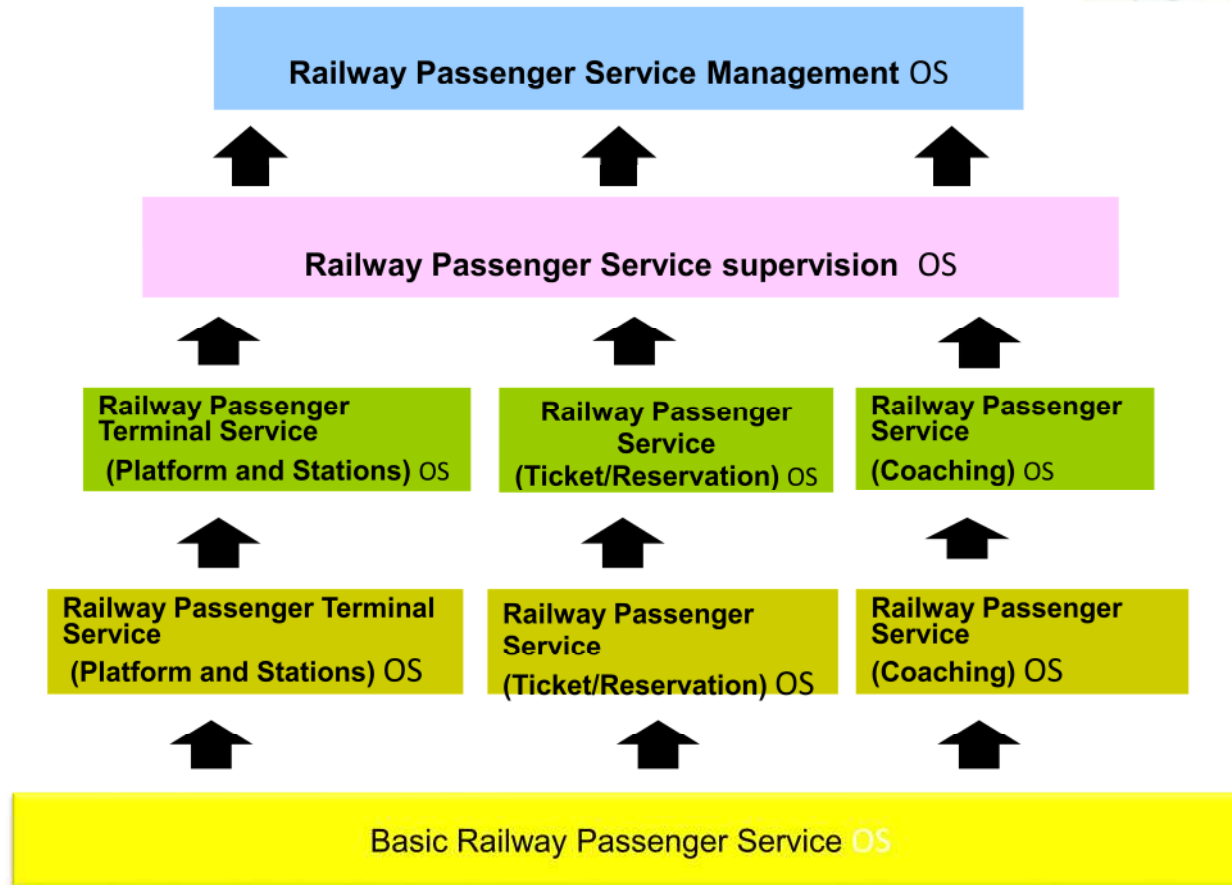 Railway Passenger Service Management OS
Railway Passenger Service supervision OS
Railway Passenger
Terminal Service
(Platform and Stations) OS
Railway Passenger
Service
(Ticket/Reservation) OS
Railway Passenger
Service
(Coaching) OS
Railway Passenger Terminal
Service
(Platform and Stations) OS
Railway Passenger
Service
(Ticket/Reservation) OS
Railway Passenger
Service
(Coaching) OS
Basic Railway Passenger Service OS